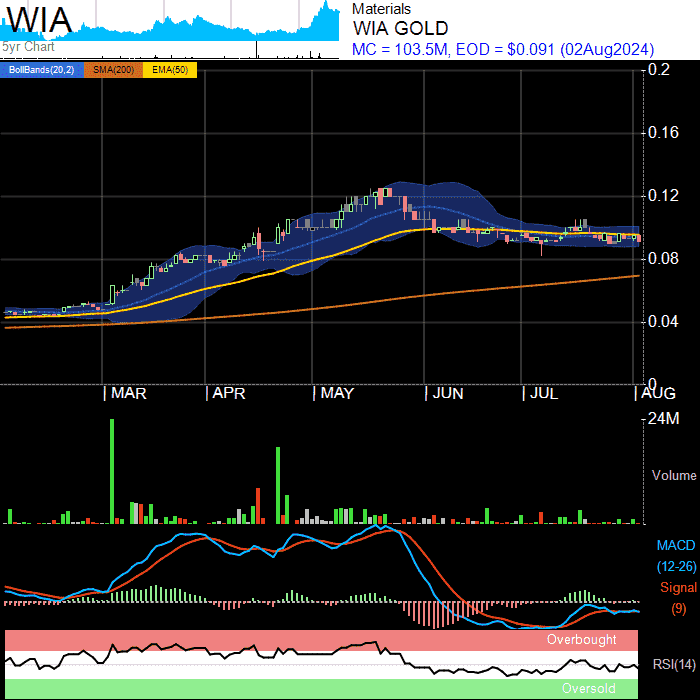 WIA
5yr Chart
Materials
WIA GOLD
MC = 103.5M, EOD = $0.091 (02Aug2024)
BollBands(20,2) SMA(200) EMA(50)
0.2
0.16
0.12
0.08
0.04
0
MAR APR MAY JUN JUL AUG
24M
Volume
MACD
(12-26)
Signal
(9)
Overbought
RSI(14)
Oversold